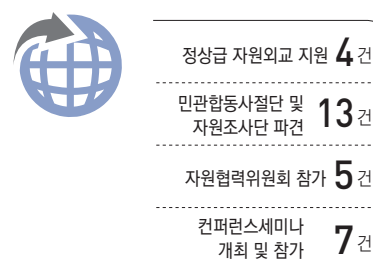 정상급 자원외교 지원 4건
민관합동사절단 및
자원조사단 파견 13건
자원협력위원회 참가 5건
컨퍼런스세미나
개최 및 참가 7건